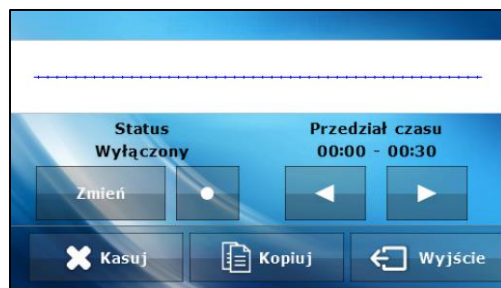 Status
Wyłączony
Przedział czasu
00:00 - 00:30
Zmień
Kasuj
Kopiuj
Wyjście